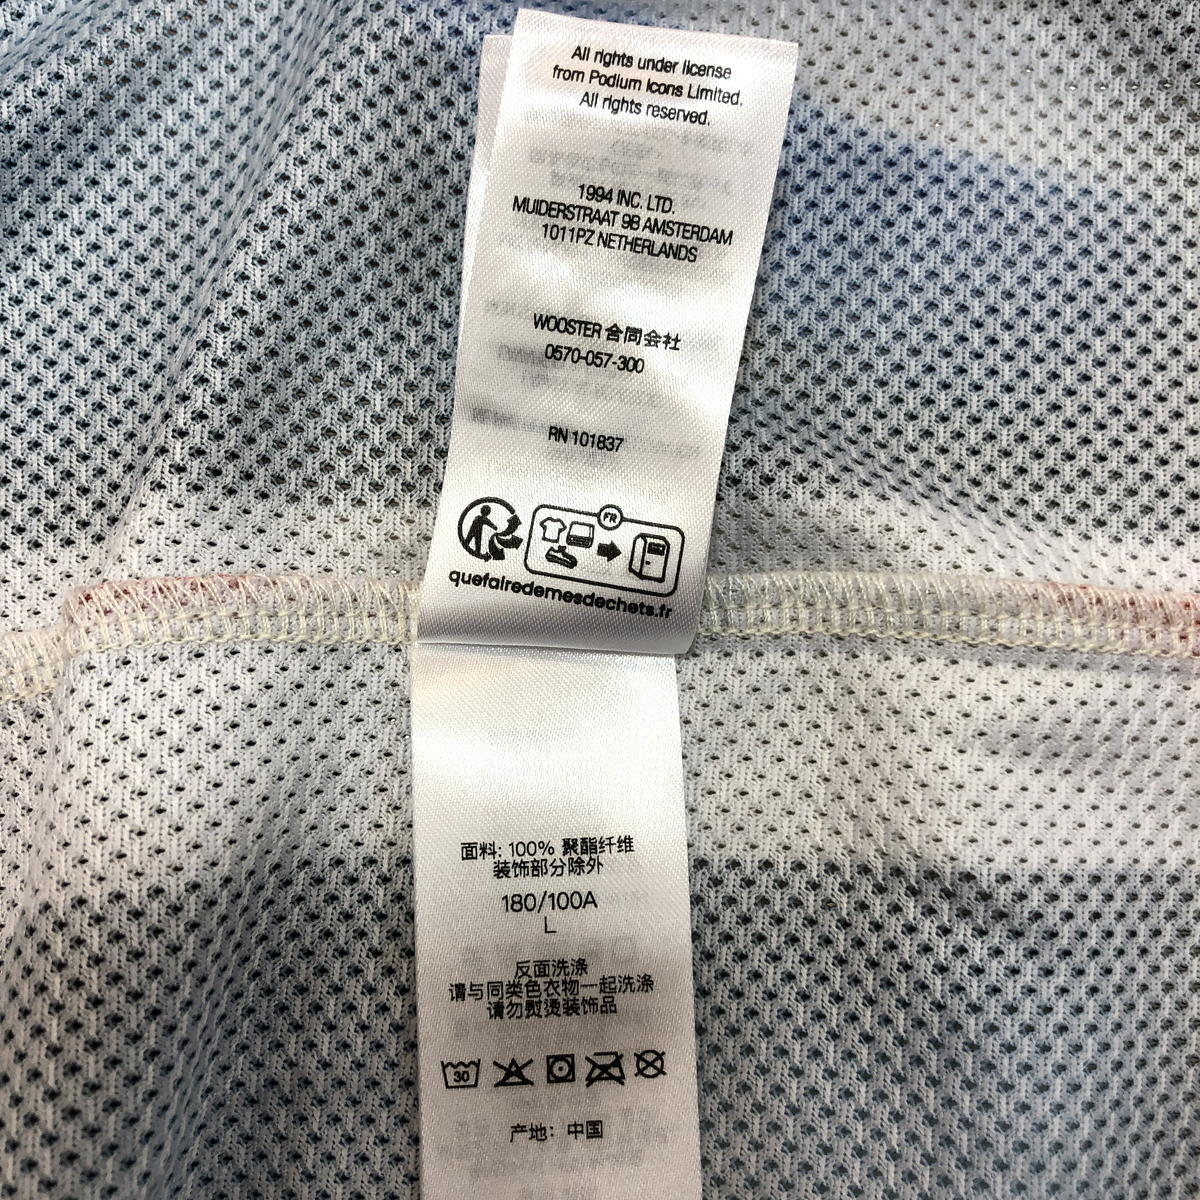 All rights under license
from Podium Icons Limited.
All rights reserved.
1994 INC. LTD.
MUIDERSTRAAT 9B AMSTERDAM
1011PZ NETHERLANDS
WOOSTER 合同会社
0570-057-300
RN 101837
FR
quefairedemesdechets.fr
面料: 100% 聚酯纤维
装饰部分除外
180/100A
L
反面洗涤
请与同类色衣物一起洗涤
请勿熨烫装饰品
30
产地: 中国